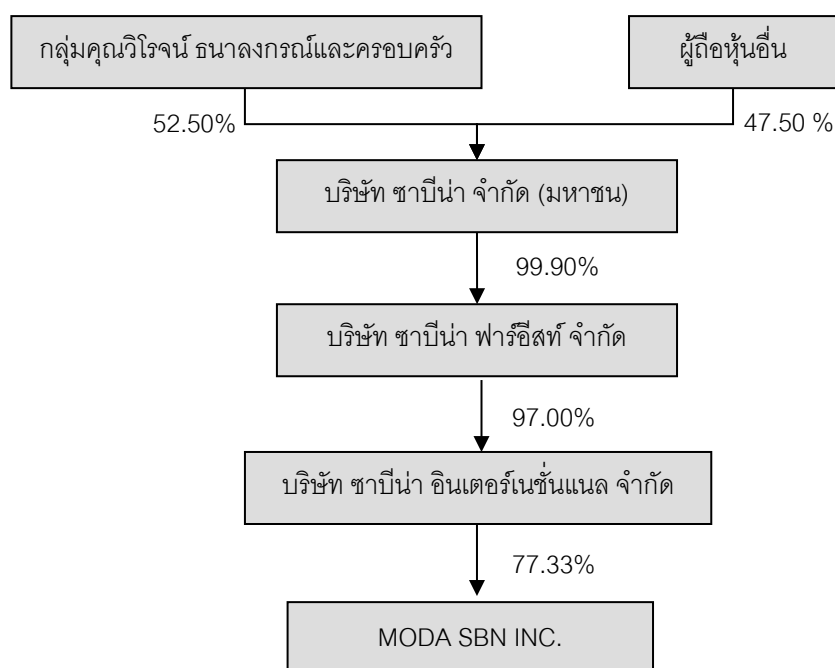 กลุ่มคุณวิโรจน์ ธนาลงกรณ์และครอบครัว
ผู้ถือหุ้นอื่น
52.50%
47.50 %
บริษัท ซาบีน่า จำกัด (มหาชน)
99.90%
บริษัท ซาบีน่า ฟาร์อีสท์ จำกัด
97.00%
บริษัท ซาบีน่า อินเตอร์เนชั่นแนล จำกัด
77.33%
MODA SBN INC.